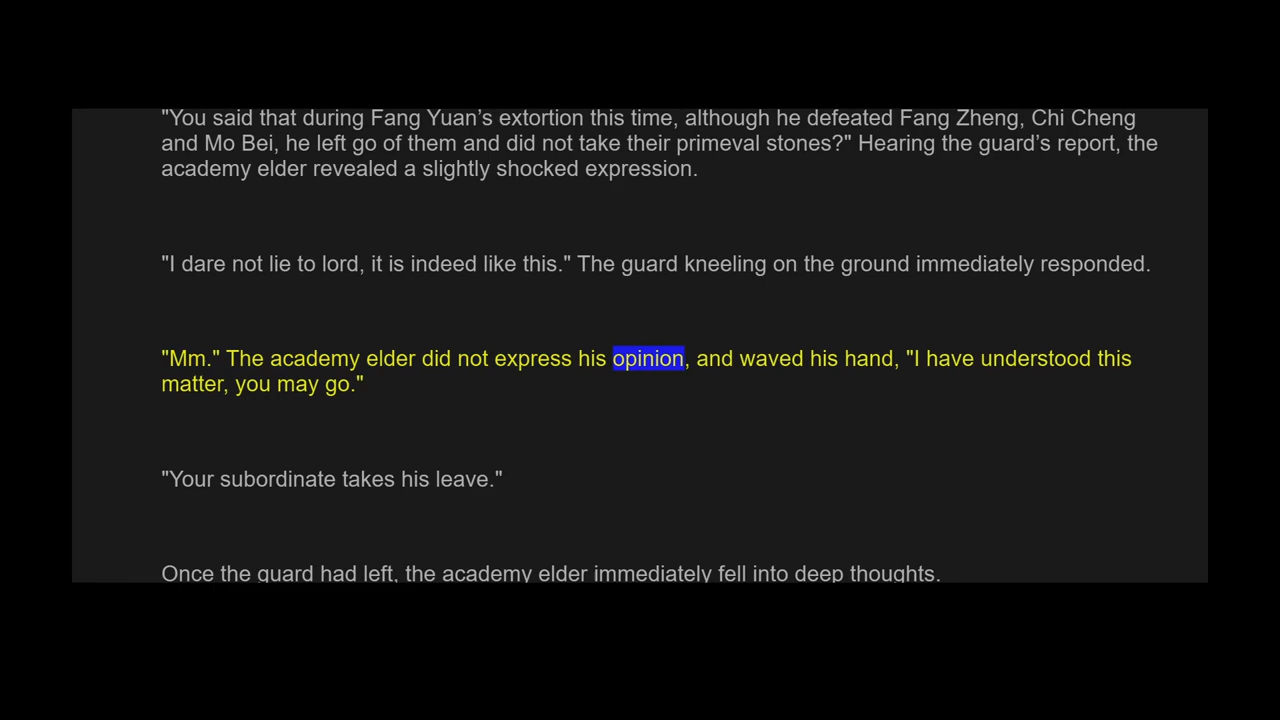 "You said that during Fang Yuan’s extortion this time, although he defeated Fang Zheng, Chi Cheng
and Mo Bei, he left go of them and did not take their primeval stones?" Hearing the guard’s report, the
academy elder revealed a slightly shocked expression.
"I dare not lie to lord, it is indeed like this." The guard kneeling on the ground immediately responded.
"Mm." The academy elder did not express his opinion, and waved his hand, "I have understood this
matter, you may go."
"Your subordinate takes his leave."
Once the guard had left, the academy elder immediately fell into deep thoughts.